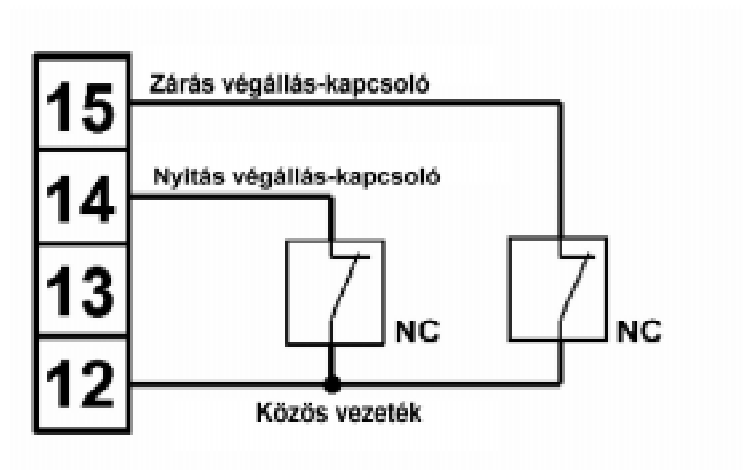 15
Zárás végállás-kapcsoló
14
Nyitás végállás-kapcsoló
13
NC
NC
12
Közös vezeték